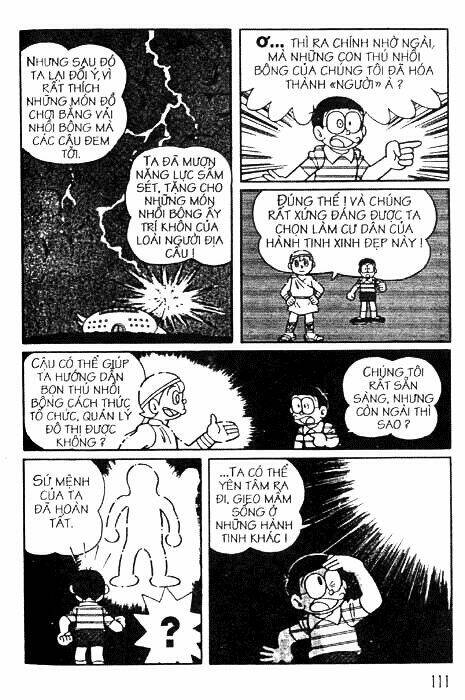 NHƯNG SAU ĐÓ
TA LẠI ĐỔI Ý, VÌ
RẤT THÍCH
NHỮNG MÓN ĐỒ
CHƠI BẰNG VẢI
NHỒI BÔNG MÀ
CÁC CẬU ĐEM
TỚI.
TA ĐÃ MƯỢN
NĂNG LỰC SẤM
SÉT, TẶNG CHO
NHỮNG MÓN
NHỒI BÔNG ẤY
TRÍ KHÔN CỦA
LOÀI NGƯỜI ĐỊA
CẦU !
Ơ... THÌ RA CHÍNH NHỜ NGÀI,
MÀ NHỮNG CON THÚ NHỒI
BÔNG CỦA CHÚNG TÔI ĐÃ HÓA
THÀNH «NGƯỜI» À ?
ĐÚNG THẾ ! VÀ CHÚNG
RẤT XỨNG ĐÁNG ĐƯỢC TA
CHỌN LÀM CƯ DÂN CỦA
HÀNH TINH XINH ĐẸP NÀY !
CẬU CÓ THỂ GIÚP
TA HƯỚNG DẪN
BỌN THÚ NHỒI
BÔNG CÁCH THỨC
TỔ CHỨC, QUẢN LÝ
ĐÔ THỊ ĐƯỢC
KHÔNG ?
CHÚNG TÔI
RẤT SẴN
SÀNG, NHƯNG
CÒN NGÀI THÌ
SAO ?
SỨ MỆNH
CỦA TA
ĐÃ HOÀN
TẤT.
?
...TA CÓ THỂ
YÊN TÂM RA
ĐI, GIEO MẦM
SỐNG Ở
NHỮNG HÀNH
TINH KHÁC !
111